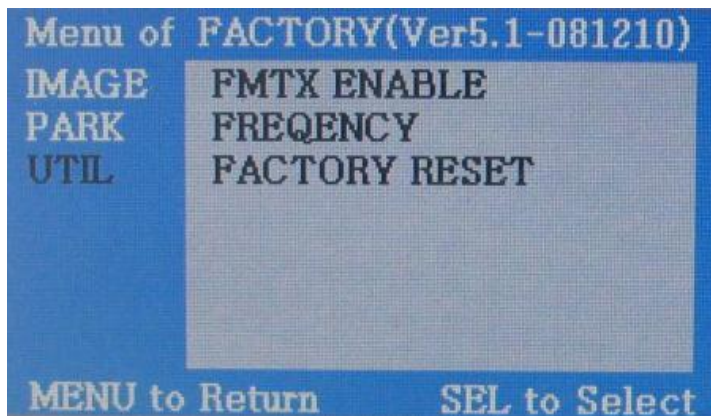 Menu of FACTORY(Ver5.1-081210)
IMAGE FMTX ENABLE
PARK FREQENCY
UTIL FACTORY RESET
MENU to Return SEL to Select